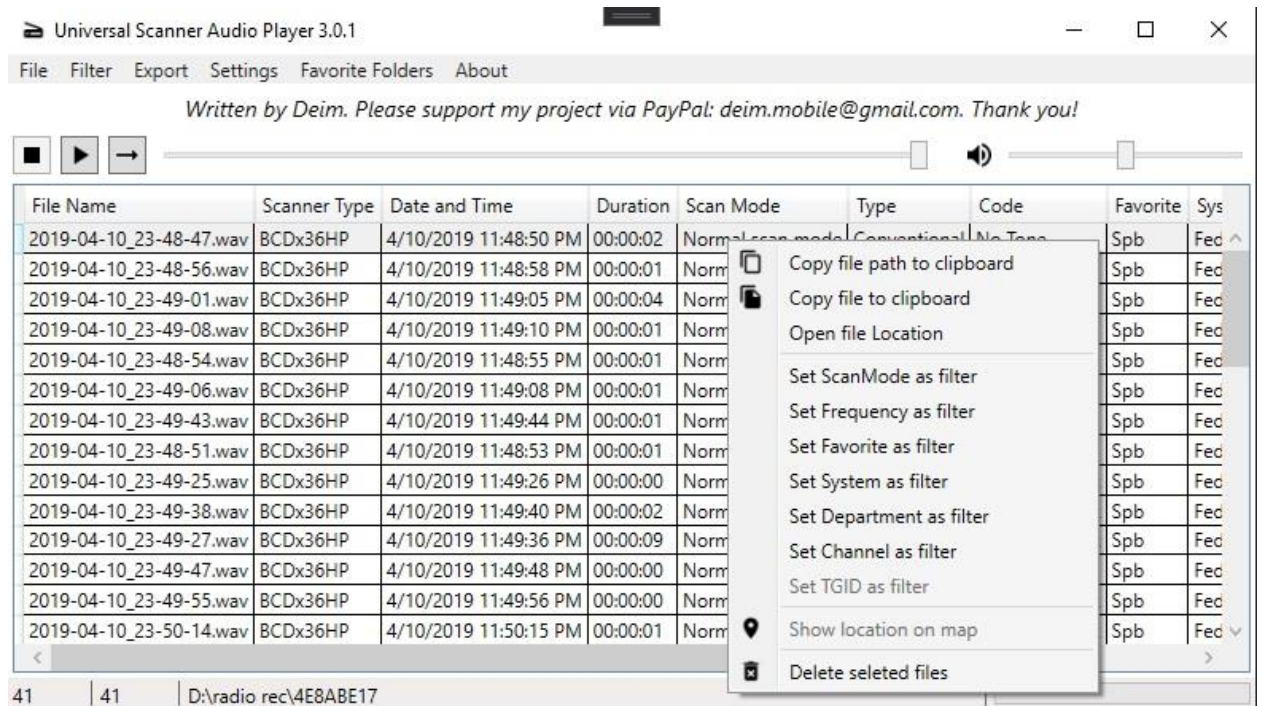 Universal Scanner Audio Player 3.0.1
File Filter Export Settings Favorite Folders About
Written by Deim. Please support my project via PayPal: deim.mobile@gmail.com. Thank you!
File Name Scanner Type Date and Time Duration Scan Mode Type Code Favorite Sys
2019-04-10_23-48-47.wav BCDx36HP 4/10/2019 11:48:50 PM 00:00:02 Normal scan mode Conventional No Tone Spb Fed
2019-04-10_23-48-56.wav BCDx36HP 4/10/2019 11:48:58 PM 00:00:01 Norm Spb Fed
2019-04-10_23-49-01.wav BCDx36HP 4/10/2019 11:49:05 PM 00:00:04 Norm Spb Fed
2019-04-10_23-49-08.wav BCDx36HP 4/10/2019 11:49:10 PM 00:00:01 Norm Spb Fed
2019-04-10_23-48-54.wav BCDx36HP 4/10/2019 11:48:55 PM 00:00:01 Norm Spb Fed
2019-04-10_23-49-06.wav BCDx36HP 4/10/2019 11:49:08 PM 00:00:01 Norm Spb Fed
2019-04-10_23-49-43.wav BCDx36HP 4/10/2019 11:49:44 PM 00:00:01 Norm Spb Fed
2019-04-10_23-48-51.wav BCDx36HP 4/10/2019 11:48:53 PM 00:00:01 Norm Spb Fed
2019-04-10_23-49-25.wav BCDx36HP 4/10/2019 11:49:26 PM 00:00:00 Norm Spb Fed
2019-04-10_23-49-38.wav BCDx36HP 4/10/2019 11:49:40 PM 00:00:02 Norm Spb Fed
2019-04-10_23-49-27.wav BCDx36HP 4/10/2019 11:49:36 PM 00:00:09 Norm Spb Fed
2019-04-10_23-49-47.wav BCDx36HP 4/10/2019 11:49:48 PM 00:00:00 Norm Spb Fed
2019-04-10_23-49-55.wav BCDx36HP 4/10/2019 11:49:56 PM 00:00:00 Norm Spb Fed
2019-04-10_23-50-14.wav BCDx36HP 4/10/2019 11:50:15 PM 00:00:01 Norm Spb Fed
Copy file path to clipboard
Copy file to clipboard
Open file Location
Set ScanMode as filter
Set Frequency as filter
Set Favorite as filter
Set System as filter
Set Department as filter
Set Channel as filter
Set TGID as filter
Show location on map
Delete seleted files
41 41 D:\radio rec\4E8ABE17